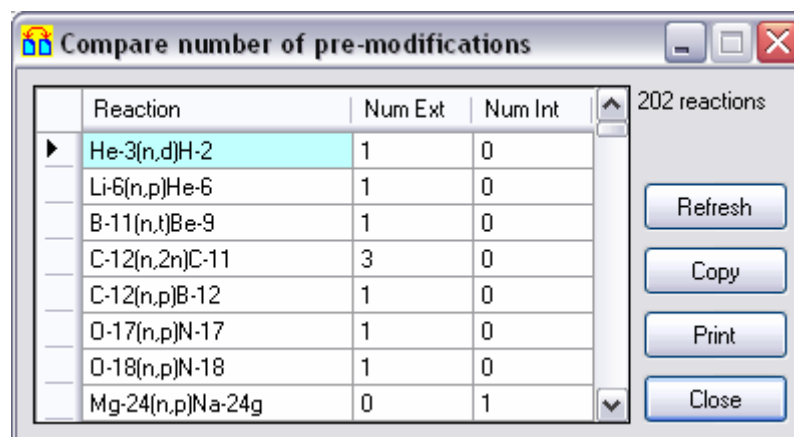 Compare number of pre-modifications
Reaction Num Ext Num Int
202 reactions
He-3(n,d)H-2 1 0
Li-6(n,p)He-6 1 0
B-11(n,t)Be-9 1 0
C-12(n,2n)C-11 3 0
C-12(n,p)B-12 1 0
O-17(n,p)N-17 1 0
O-18(n,p)N-18 1 0
Mg-24(n,p)Na-24g 0 1
Refresh
Copy
Print
Close